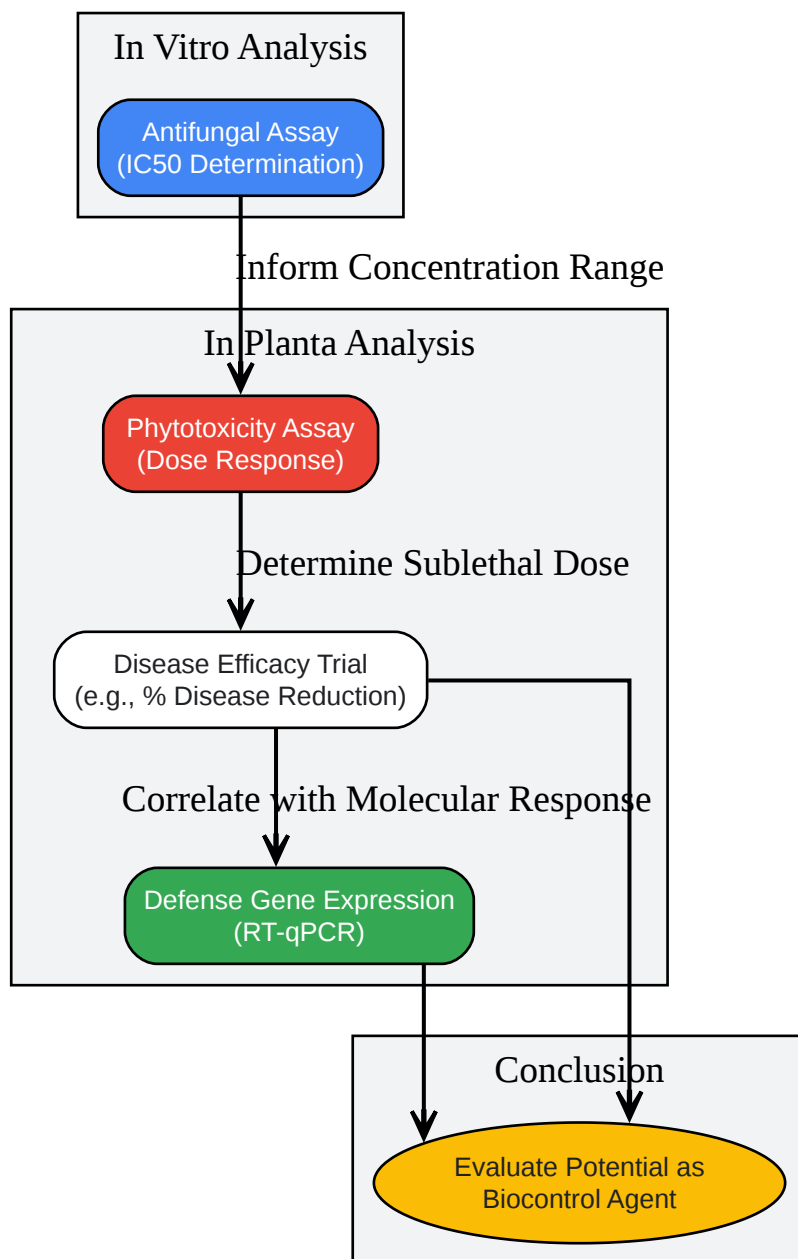 In Vitro Analysis
Antifungal Assay
(IC50 Determination)
Inform Concentration Range
In Planta Analysis
Phytotoxicity Assay
(Dose Response)
Determine Sublethal Dose
Disease Efficacy Trial
(e.g., % Disease Reduction)
Correlate with Molecular Response
Defense Gene Expression
(RT-qPCR)
Conclusion
Evaluate Potential as
Biocontrol Agent